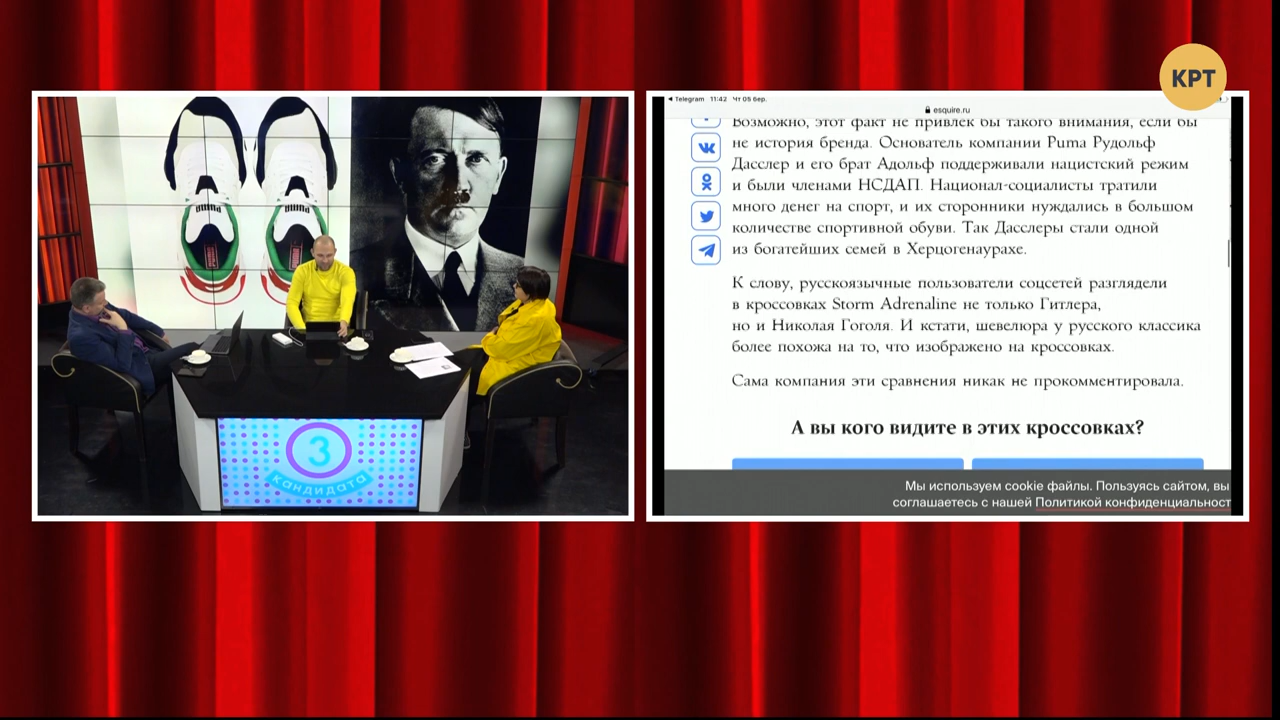 КРТ
PUMA
PUMA
3
кандидата
Telegram 11:42 Чт 05 бер.
esquire.ru
Возможно, этот факт не привлек бы такого внимания, если бы
не история бренда. Основатель компании Puma Рудольф
Дасслер и его брат Адольф поддерживали нацистский режим
и были членами НСДАП. Национал-социалисты тратили
много денег на спорт, и их сторонники нуждались в большом
количестве спортивной обуви. Так Дасслеры стали одной
из богатейших семей в Херцогенаурахе.
К слову, русскоязычные пользователи соцсетей разглядели
в кроссовках Storm Adrenaline не только Гитлера,
но и Николая Гоголя. И кстати, шевелюра у русского классика
более похожа на то, что изображено на кроссовках.
Сама компания эти сравнения никак не прокомментировала.
А вы кого видите в этих кроссовках?
Мы используем cookie файлы. Пользуясь сайтом, вы
соглашаетесь с нашей Политикой конфиденциальност